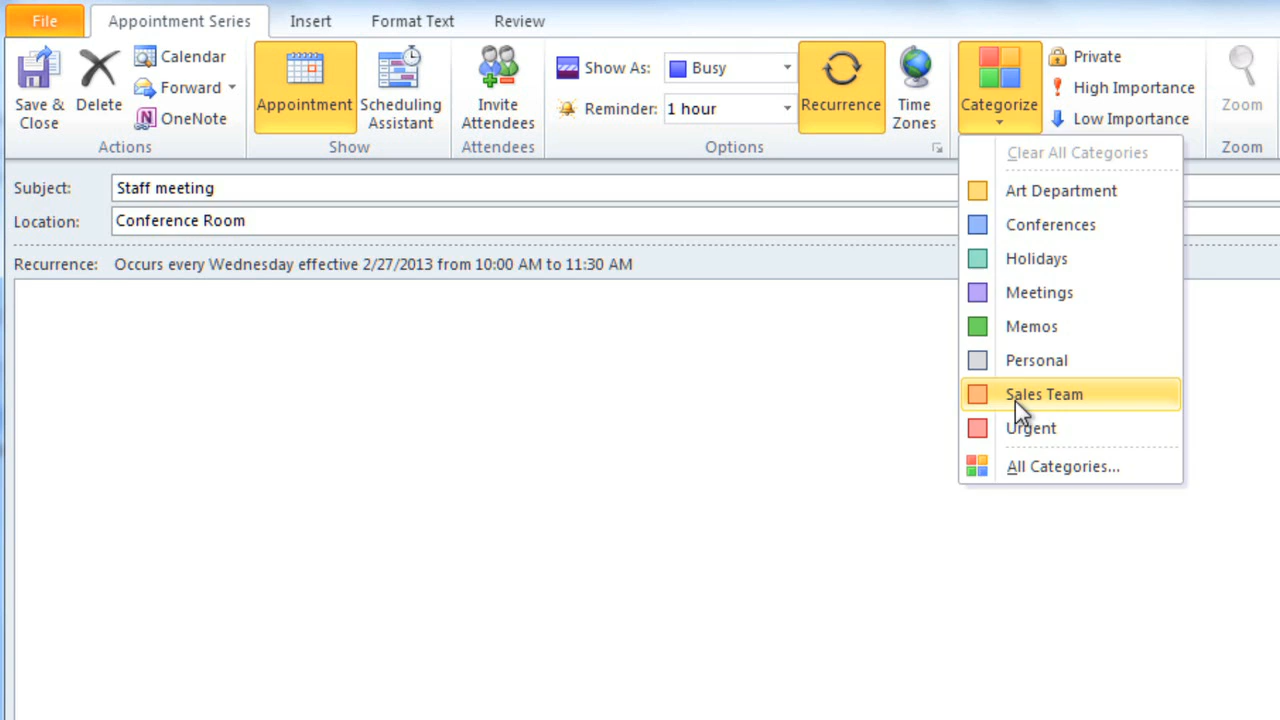 File
Appointment Series
Insert
Format Text
Review
Save &
Close
Delete
Calendar
Forward
OneNote
Actions
Appointment
Scheduling
Assistant
Show
Invite
Attendees
Attendees
Show As:
Busy
Reminder:
1 hour
Recurrence
Time
Zones
Options
Categorize
Private
High Importance
Low Importance
Zoom
Zoom
Clear All Categories
Art Department
Conferences
Holidays
Meetings
Memos
Personal
Sales Team
Urgent
All Categories...
Subject:
Staff meeting
Location:
Conference Room
Recurrence:
Occurs every Wednesday effective 2/27/2013 from 10:00 AM to 11:30 AM